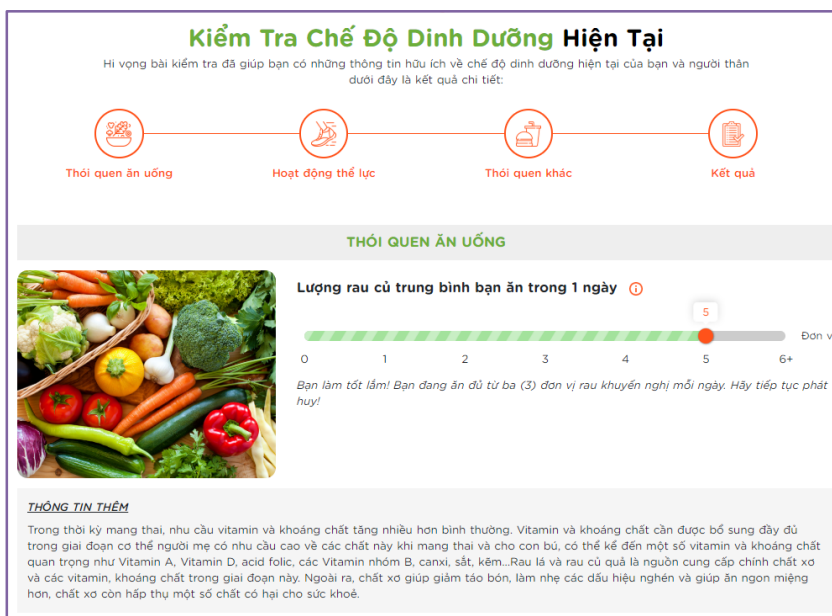 Kiểm Tra Chế Độ Dinh Dưỡng Hiện Tại
Hi vọng bài kiểm tra đã giúp bạn có những thông tin hữu ích về chế độ dinh dưỡng hiện tại của bạn và người thân
dưới đây là kết quả chi tiết:
Thói quen ăn uống
Hoạt động thể lực
Thói quen khác
Kết quả
THÓI QUEN ĂN UỐNG
Lượng rau củ trung bình bạn ăn trong 1 ngày
5
Đơn v
0 1 2 3 4 5 6+
Bạn làm tốt lắm! Bạn đang ăn đủ từ ba (3) đơn vị rau khuyến nghị mỗi ngày. Hãy tiếp tục phát
huy!
THÔNG TIN THÊM
Trong thời kỳ mang thai, nhu cầu vitamin và khoáng chất tăng nhiều hơn bình thường. Vitamin và khoáng chất cần được bổ sung đầy đủ
trong giai đoạn cơ thể người mẹ có nhu cầu cao về các chất này khi mang thai và cho con bú, có thể kể đến một số vitamin và khoáng chất
quan trọng như Vitamin A, Vitamin D, acid folic, các Vitamin nhóm B, canxi, sắt, kẽm...Rau lá và rau củ quả là nguồn cung cấp chính chất xơ
và các vitamin, khoáng chất trong giai đoạn này. Ngoài ra, chất xơ giúp giảm táo bón, làm nhẹ các dấu hiệu nghén và giúp ăn ngon miệng
hơn, chất xơ còn hấp thụ một số chất có hại cho sức khoẻ.